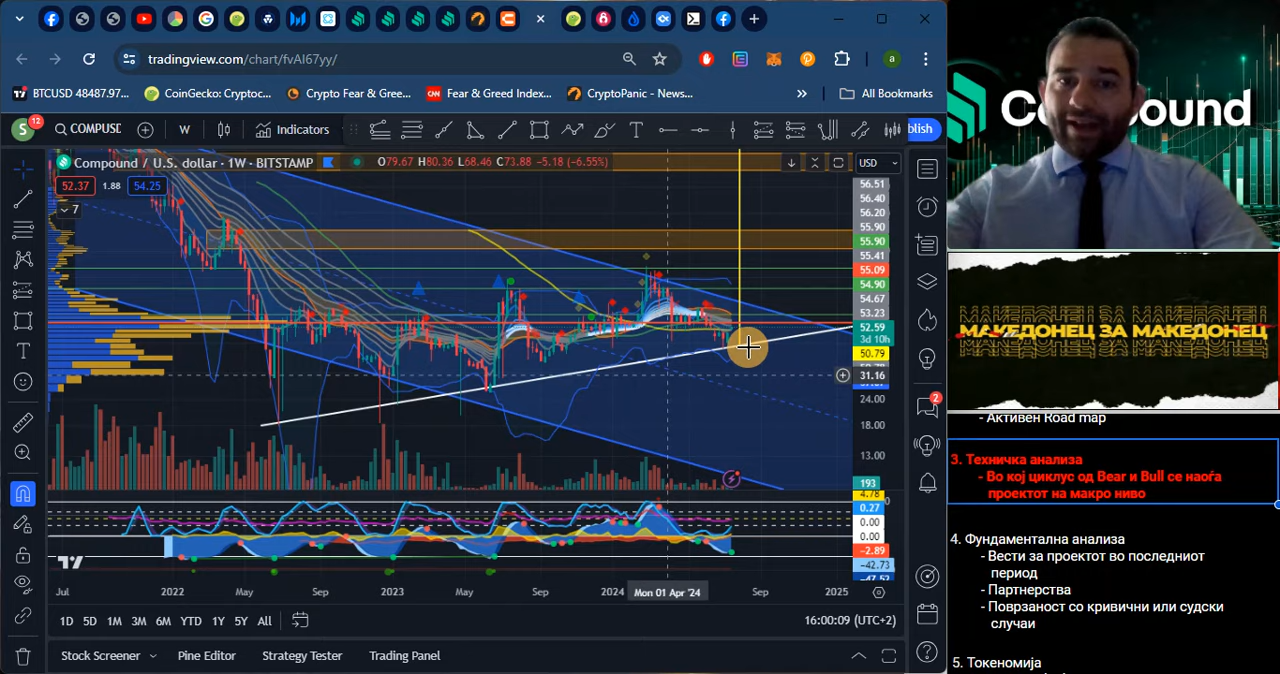 tradingview.com/chart/fvAI67yy/
BTCUSD 48487.97...
CoinGecko: Cryptoc...
Crypto Fear & Gree...
Fear & Greed Index...
CryptoPanic - News...
»
All Bookmarks
S
12
COMPUSD
W
Indicators
blish
Compound / U.S. dollar · 1W · BITSTAMP
O79.67 H80.36 L68.46 C73.88 -5.18 (-6.55%)
USD
52.37
1.88
54.25
7
56.51
56.40
56.20
55.90
55.90
55.41
55.09
54.90
54.67
53.23
52.59
3d 10h
50.79
31.16
24.00
18.00
13.00
193
4.78
0.27
0.00
0.00
−2.89
−42.73
−47.52
Jul
2022
May
Sep
2023
May
Sep
2024
Mon 01 Apr '24
Sep
2025
1D
5D
1M
3M
6M
YTD
1Y
5Y
All
16:00:09 (UTC+2)
Stock Screener
Pine Editor
Strategy Tester
Trading Panel
2
МАКЕДОНЕЦ ЗА МАКЕДОНЕЦ
- Активен Road map
3. Техничка анализа
- Во кој циклус од Bear и Bull се наоѓа
проектот на макро ниво
4. Фундаментална анализа
- Вести за проектот во последниот
период
- Партнерства
- Поврзаност со кривични или судски
случаи
5. Токеномија